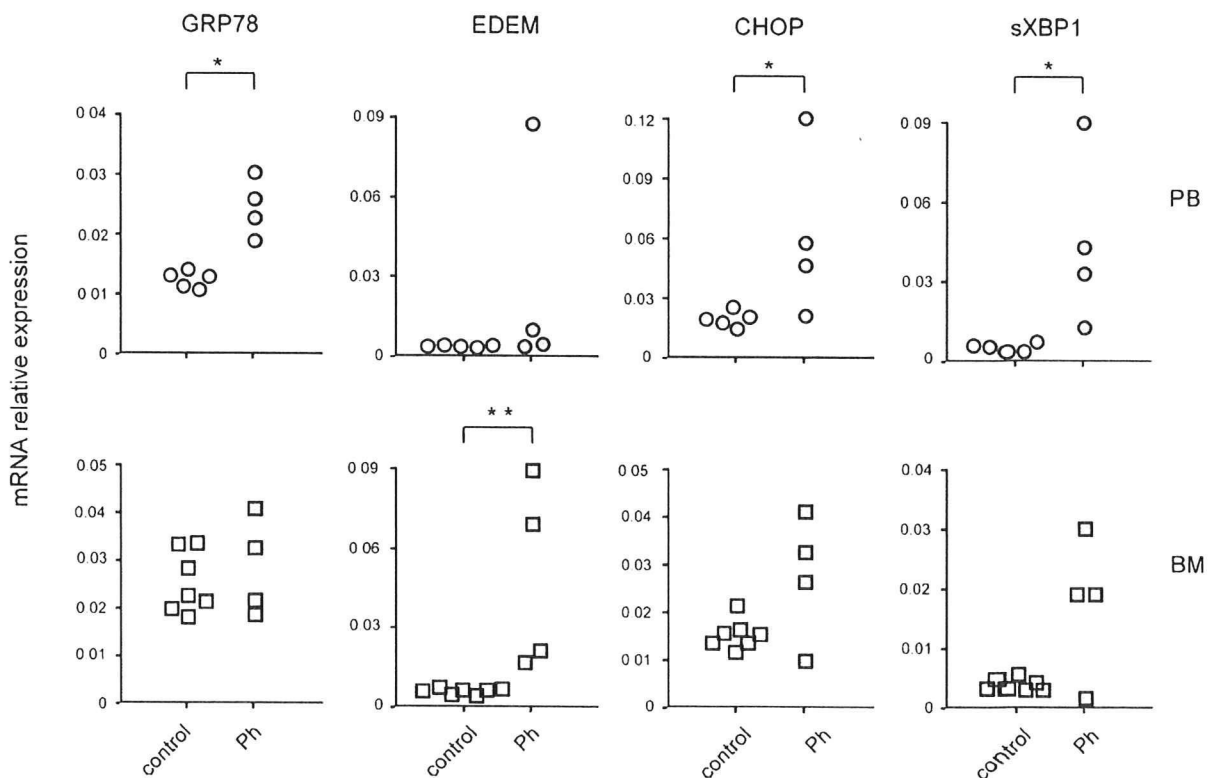 GRP78 EDEM CHOP sXBP1
* * *
0 04 0.09 0.12 0.09
0.03 0 06 0.09 0.06
0.02 0.03 0 06 0.03
0 01 0 0.03 0
0 0
PB
mRNA relative expression
* *
0.05 0 09 0 05 0.04
0.04 0 06 0.04 0.03
0.03 0 03 0.03 0.02
0.02 0 0.02 0.01
0.01 0 01 0
0 0
BM
control Ph control Ph control Ph control Ph